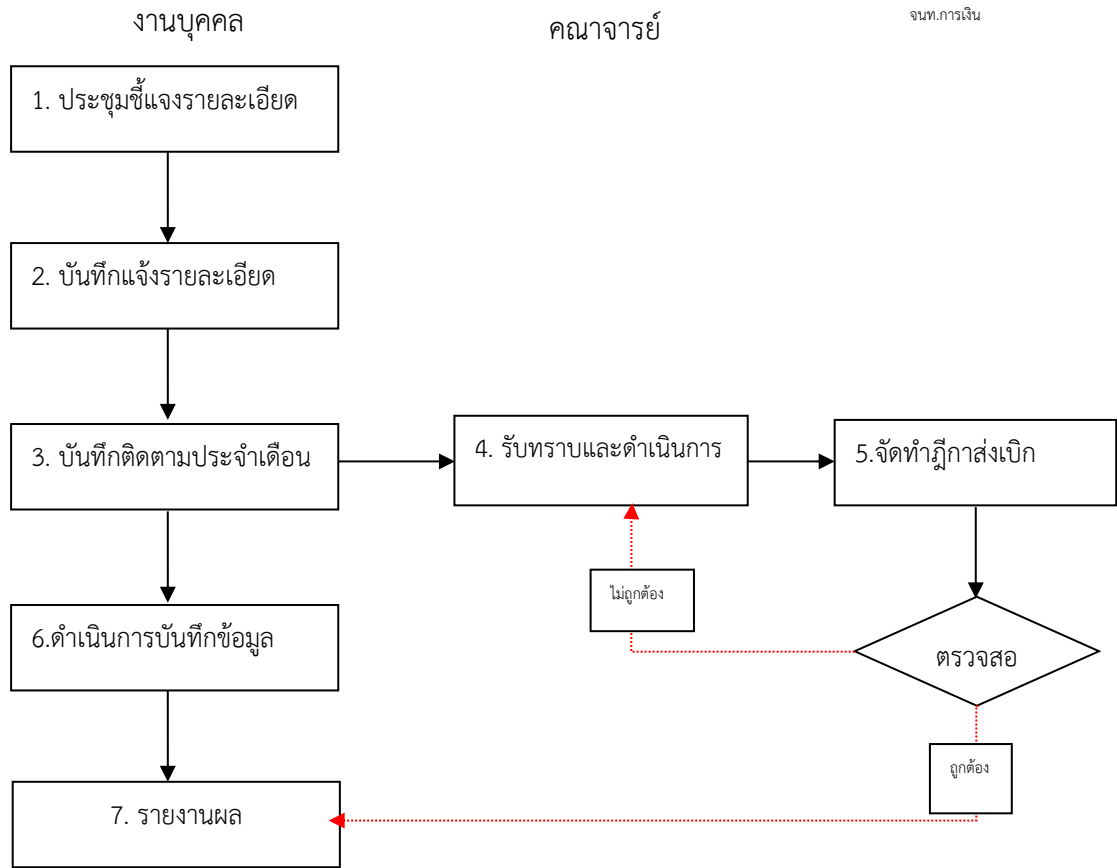 งานบุคคล
คณาจารย์
จนท.การเงิน
1. ประชุมชี้แจงรายละเอียด
2. บันทึกแจ้งรายละเอียด
3. บันทึกติดตามประจำเดือน
4. รับทราบและดำเนินการ
5.จัดทำฎีกาส่งเบิก
ไม่ถูกต้อง
6.ดำเนินการบันทึกข้อมูล
ตรวจสอ
ถูกต้อง
7. รายงานผล